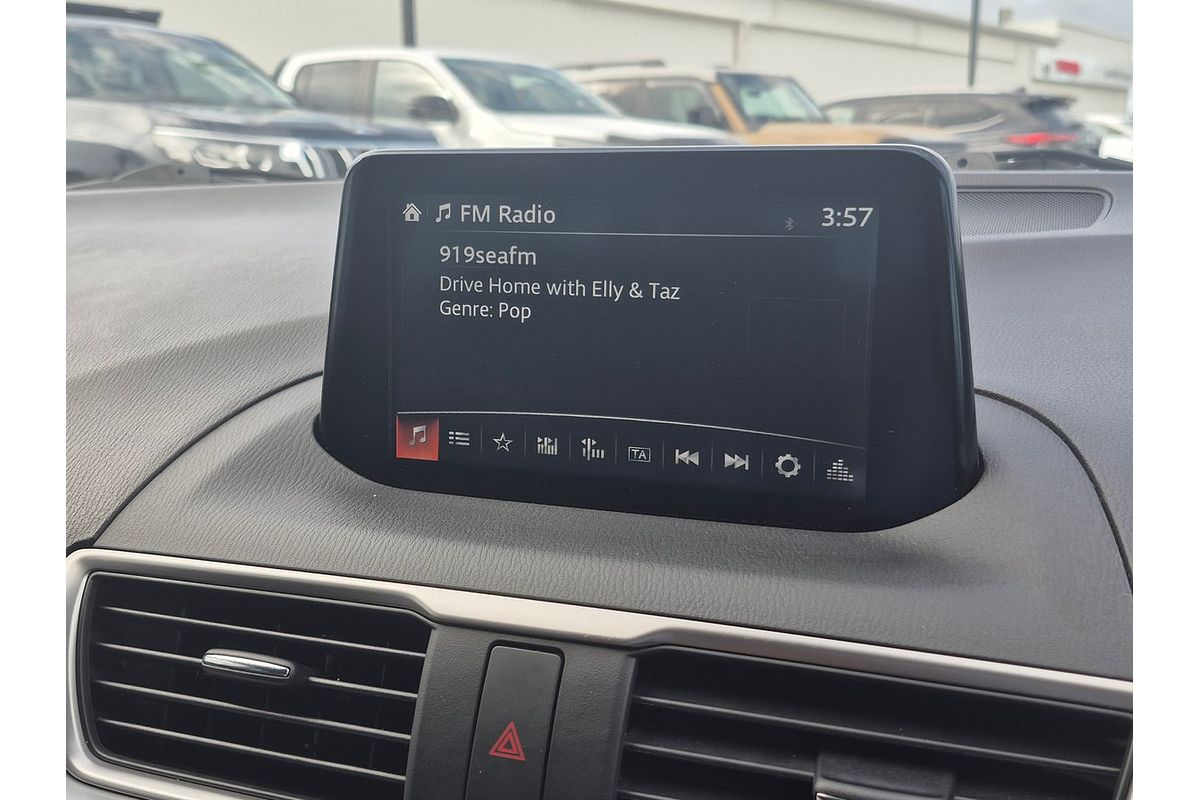 FM Radio
3:57
919seafm
Drive Home with Elly & Taz
Genre: Pop
TA